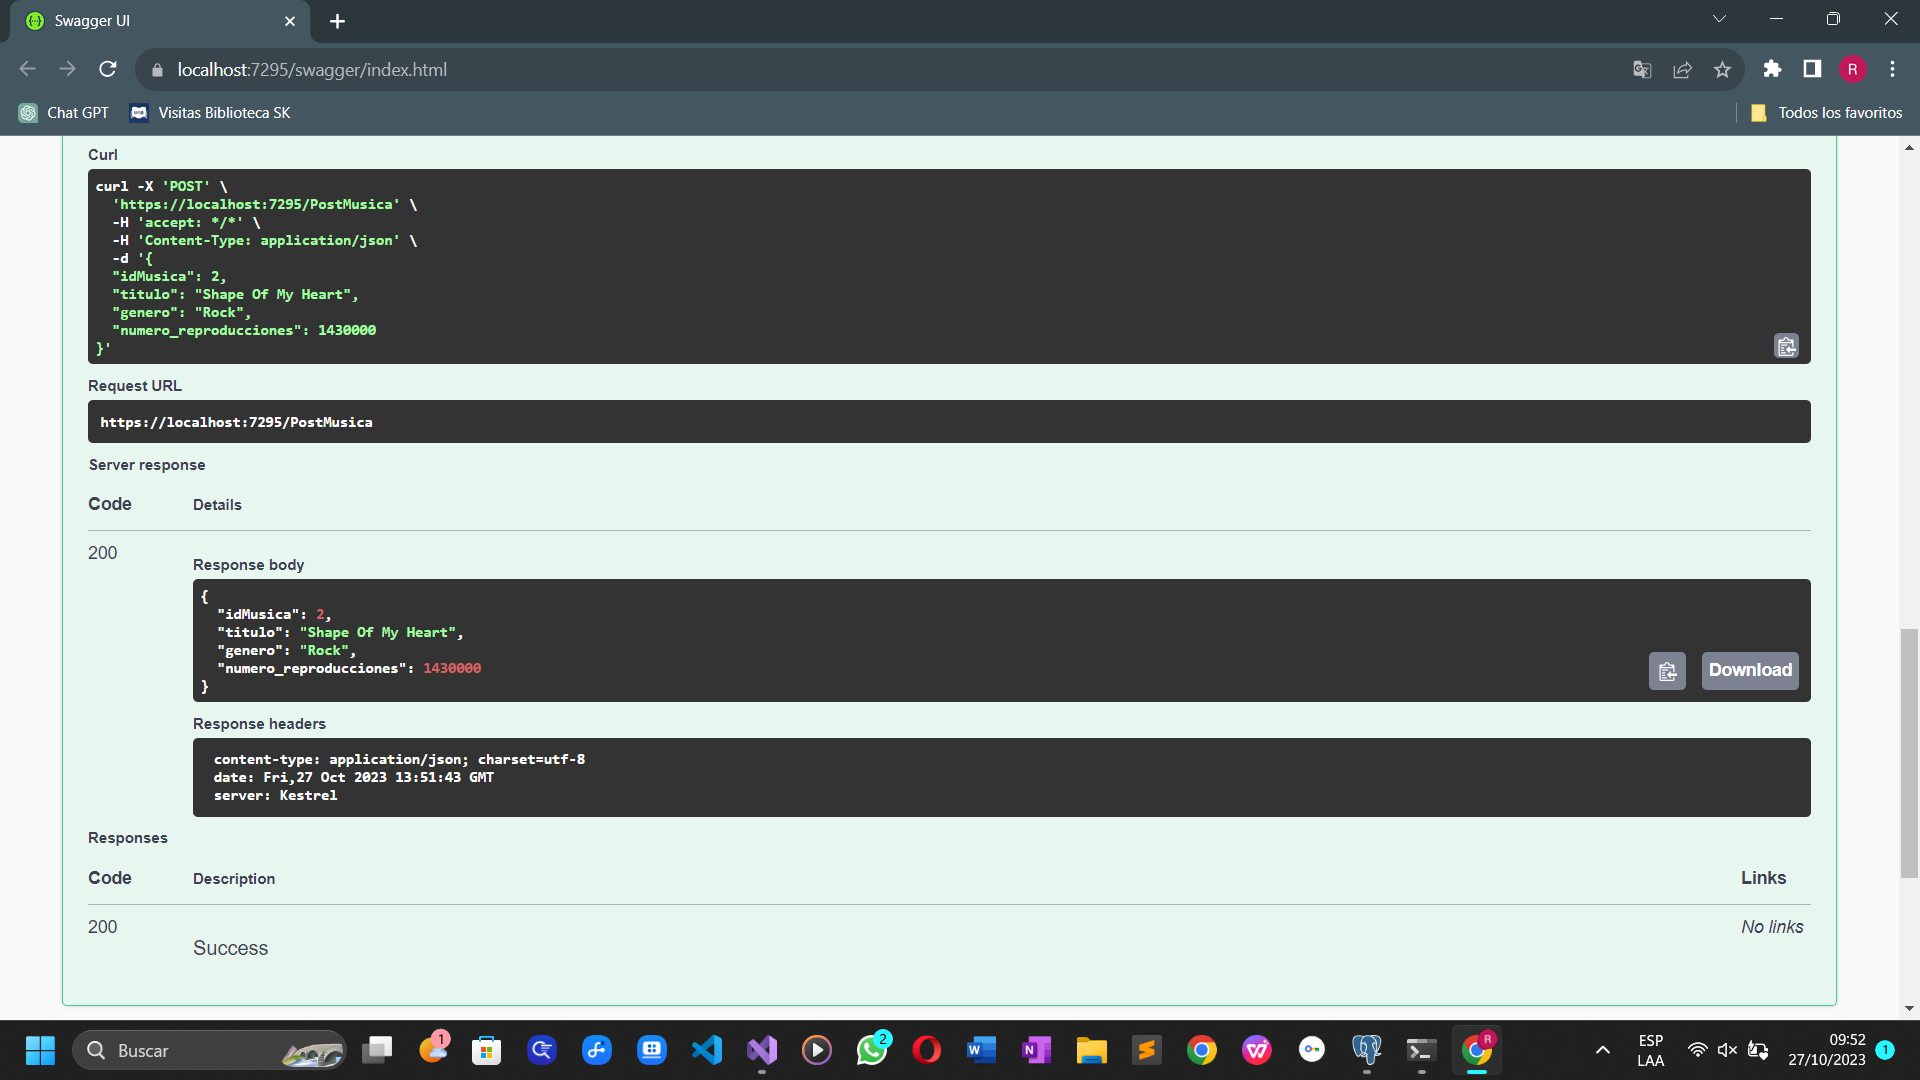 Swagger UI
localhost:7295/swagger/index.html
R
Chat GPT
Visitas Biblioteca SK
Todos los favoritos
Curl
curl -X 'POST' \
'https://localhost:7295/PostMusica' \
-H 'accept: */*' \
-H 'Content-Type: application/json' \
-d '{
"idMusica": 2,
"titulo": "Shape Of My Heart",
"genero": "Rock",
"numero_reproducciones": 1430000
}'
Request URL
https://localhost:7295/PostMusica
Server response
Code Details
200
Response body
{
"idMusica": 2,
"titulo": "Shape Of My Heart",
"genero": "Rock",
"numero_reproducciones": 1430000
}
Download
Response headers
content-type: application/json; charset=utf-8
date: Fri,27 Oct 2023 13:51:43 GMT
server: Kestrel
Responses
Code Description Links
200 No links
Success
Buscar
1
2
R
ESP
LAA
09:52
27/10/2023
1